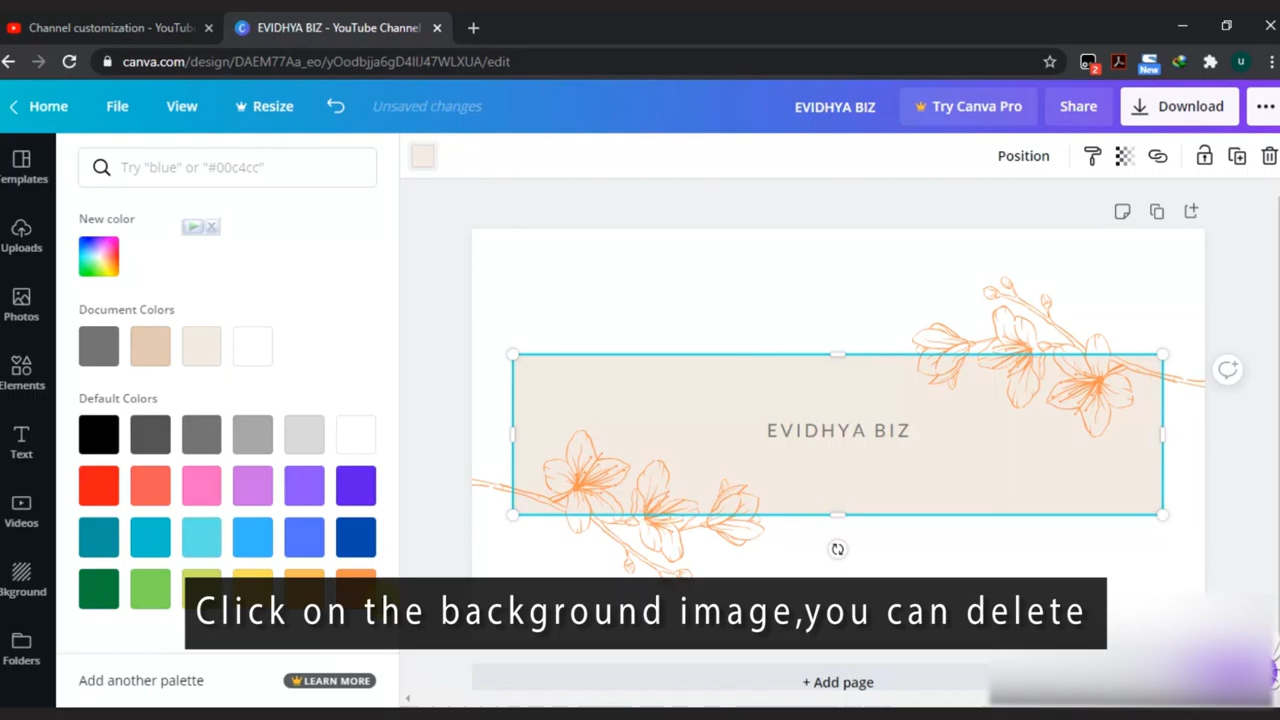 Channel customization - YouTub
EVIDHYA BIZ - YouTube Channel
canva.com/design/DAEM77Aa_eo/yOodbjja6gD4IIJ47WLXUA/edit
2
New
u
Home
File
View
Resize
Unsaved changes
EVIDHYA BIZ
Try Canva Pro
Share
Download
Templates
Uploads
Photos
Elements
Text
Videos
Bkground
Folders
Try "blue" or "#00c4cc"
New color
Document Colors
Default Colors
Add another palette
LEARN MORE
Position
EVIDHYA BIZ
Click on the background image,you can delete
+ Add page